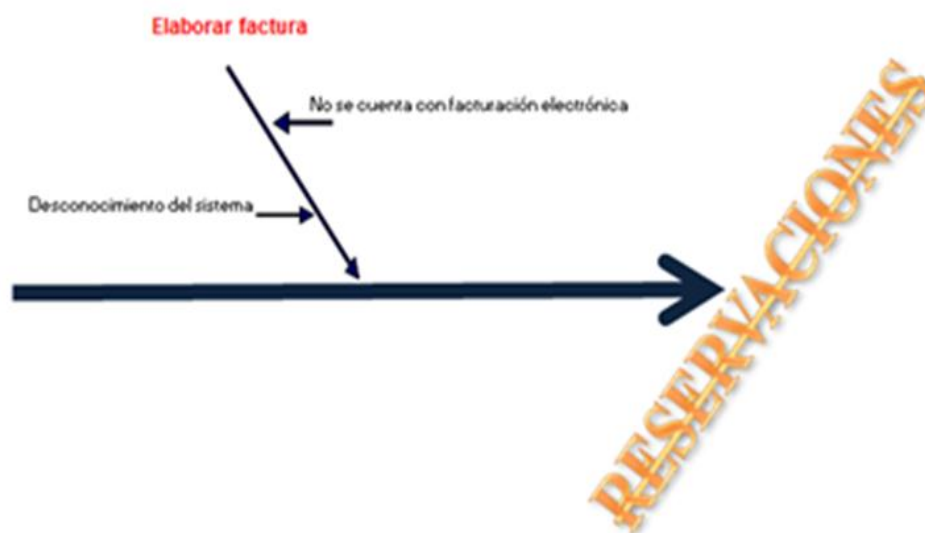 Elaborar factura
No se cuenta con facturación electrónica
Desconocimiento del sistema
RESERVACIONES